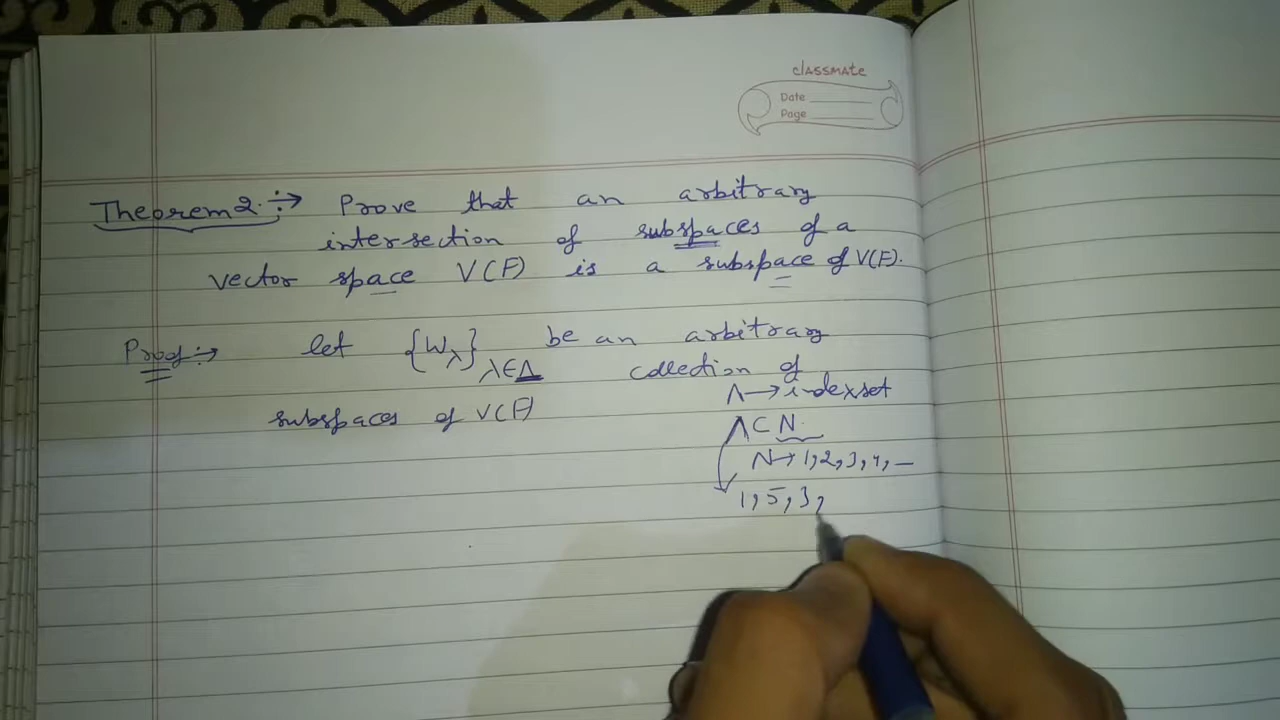 classmate
Date
Page
Theorem 2 :→ Prove that an arbitrary
intersection of subspaces of a
vector space V(F) is a subspace of V(F).
Proof :→ let {Wλ}λ∈Λ be an arbitrary
collection of
subspaces of V(F)
Λ → index set
Λ ⊂ N.
N → 1, 2, 3, 4, —
1, 5, 3,